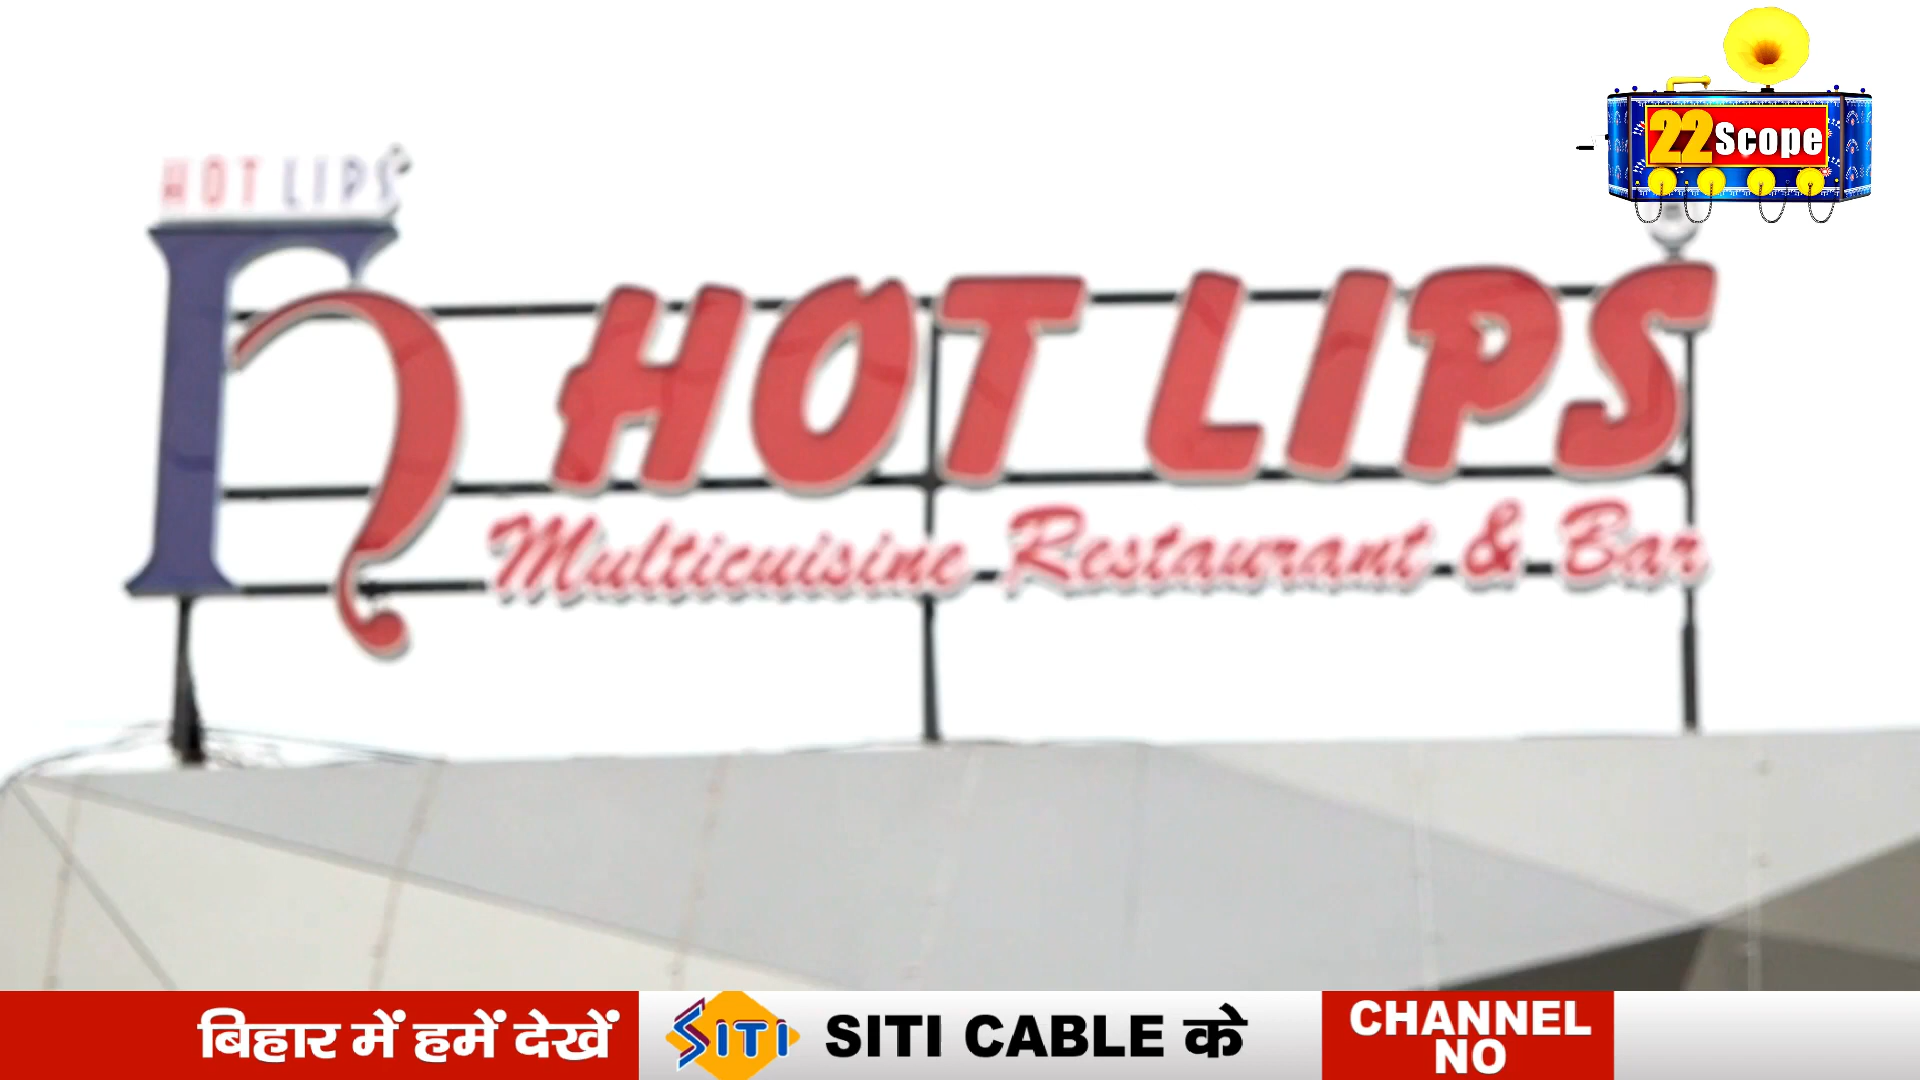 22Scope
HOT LIPS
HOT LIPS
Multicuisine Restaurant & Bar
बिहार में हमें देखें
SITI
SITI CABLE के
CHANNEL
NO